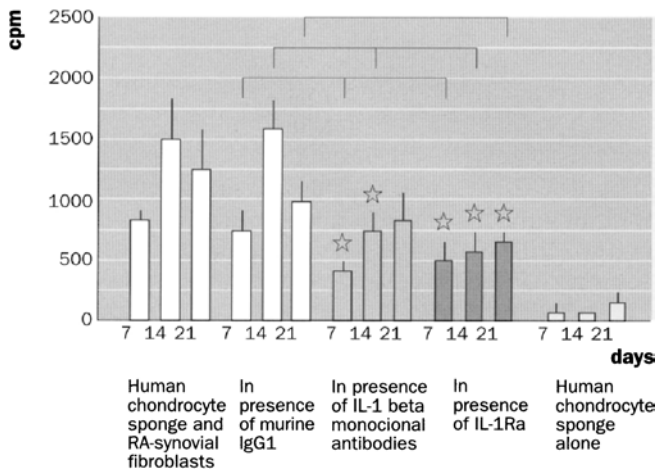 cpm
2500
2000
1500
1000
500
0
7 14 21 7 14 21 7 14 21 7 14 21 7 14 21
days
Human
chondrocyte
sponge and
RA-synovial
fibroblasts
In
presence
of murine
IgG1
In presence
of IL-1 beta
monocional
antibodies
In
presence
of IL-1Ra
Human
chondrocyte
sponge
alone